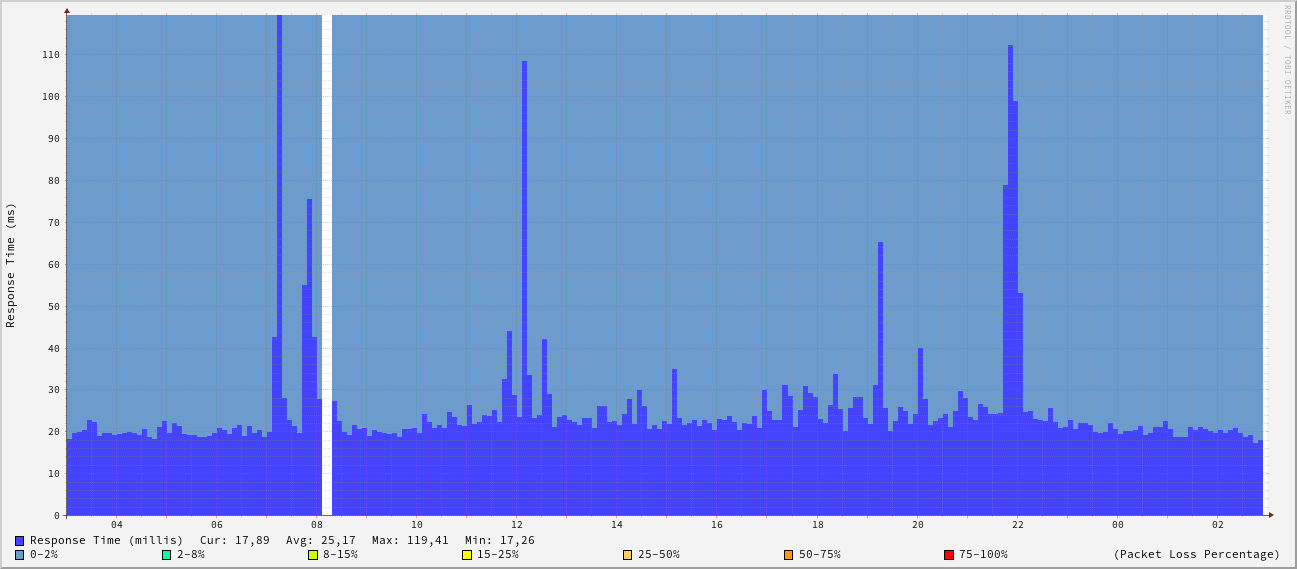 RRDTOOL / TOBI OETIKER
Response Time (ms)
110
100
90
80
70
60
50
40
30
20
10
0
04 06 08 10 12 14 16 18 20 22 00 02
Response Time (millis) Cur: 17,89 Avg: 25,17 Max: 119,41 Min: 17,26
0-2% 2-8% 8-15% 15-25% 25-50% 50-75% 75-100% (Packet Loss Percentage)